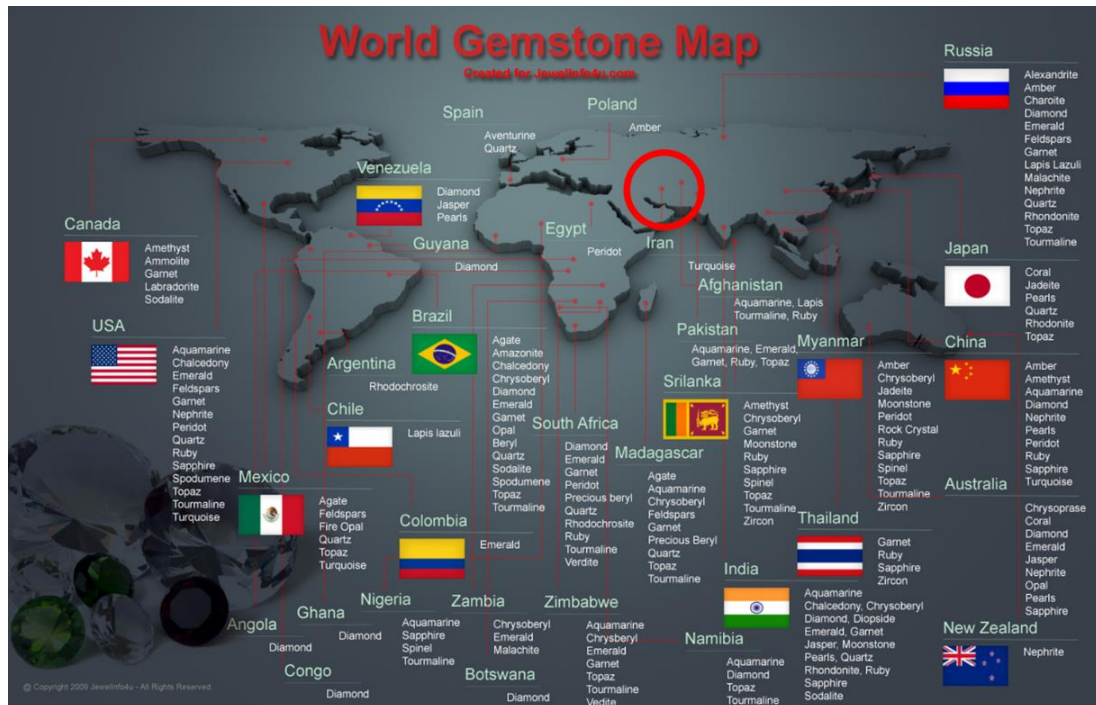 World Gemstone Map
Created for JewelInfo4u.com
Russia
Alexandrite
Amber
Charoite
Diamond
Emerald
Feldspars
Garnet
Lapis Lazuli
Malachite
Nephrite
Quartz
Rhondonite
Topaz
Tourmaline
Poland
Amber
Spain
Aventurine
Quartz
Venezuela
Diamond
Jasper
Pearls
Canada
Amethyst
Ammolite
Garnet
Labradorite
Sodalite
Guyana
Diamond
Egypt
Peridot
Iran
Turquoise
Afghanistan
Aquamarine, Lapis
Tourmaline, Ruby
Japan
Coral
Jadeite
Pearls
Quartz
Rhodonite
Topaz
USA
Aquamarine
Chalcedony
Emerald
Feldspars
Garnet
Nephrite
Peridot
Quartz
Ruby
Sapphire
Spodumene
Topaz
Tourmaline
Turquoise
Brazil
Agate
Amazonite
Chalcedony
Chrysoberyl
Diamond
Emerald
Garnet
Opal
Beryl
Quartz
Sodalite
Spodumene
Topaz
Tourmaline
Pakistan
Aquamarine, Emerald,
Garnet, Ruby, Topaz
Myanmar
Amber
Chrysoberyl
Jadeite
Moonstone
Peridot
Rock Crystal
Ruby
Sapphire
Spinel
Topaz
Tourmaline
Zircon
China
Amber
Amethyst
Aquamarine
Diamond
Nephrite
Pearls
Peridot
Ruby
Sapphire
Turquoise
Argentina
Rhodochrosite
Chile
Lapis lazuli
Srilanka
Amethyst
Chrysoberyl
Garnet
Moonstone
Ruby
Sapphire
Spinel
Topaz
Tourmaline
Zircon
South Africa
Diamond
Emerald
Garnet
Peridot
Precious beryl
Quartz
Rhodochrosite
Ruby
Tourmaline
Verdite
Madagascar
Agate
Aquamarine
Chrysoberyl
Feldspars
Garnet
Precious Beryl
Quartz
Topaz
Tourmaline
Mexico
Agate
Feldspars
Fire Opal
Quartz
Topaz
Turquoise
Colombia
Emerald
Australia
Chrysoprase
Coral
Diamond
Emerald
Jasper
Nephrite
Opal
Pearls
Sapphire
Thailand
Garnet
Ruby
Sapphire
Zircon
India
Aquamarine
Chalcedony, Chrysoberyl
Diamond, Diopside
Emerald, Garnet
Jasper, Moonstone
Pearls, Quartz
Rhondonite, Ruby
Sapphire
Sodalite
Angola
Diamond
Ghana
Diamond
Nigeria
Aquamarine
Sapphire
Spinel
Tourmaline
Zambia
Chrysoberyl
Emerald
Malachite
Zimbabwe
Aquamarine
Chrysberyl
Emerald
Garnet
Topaz
Tourmaline
Vedite
Namibia
Aquamarine
Diamond
Topaz
Tourmaline
New Zealand
Nephrite
Congo
Diamond
Botswana
Diamond
@ Copyright 2009 JewelInfo4u - All Rights Reserved